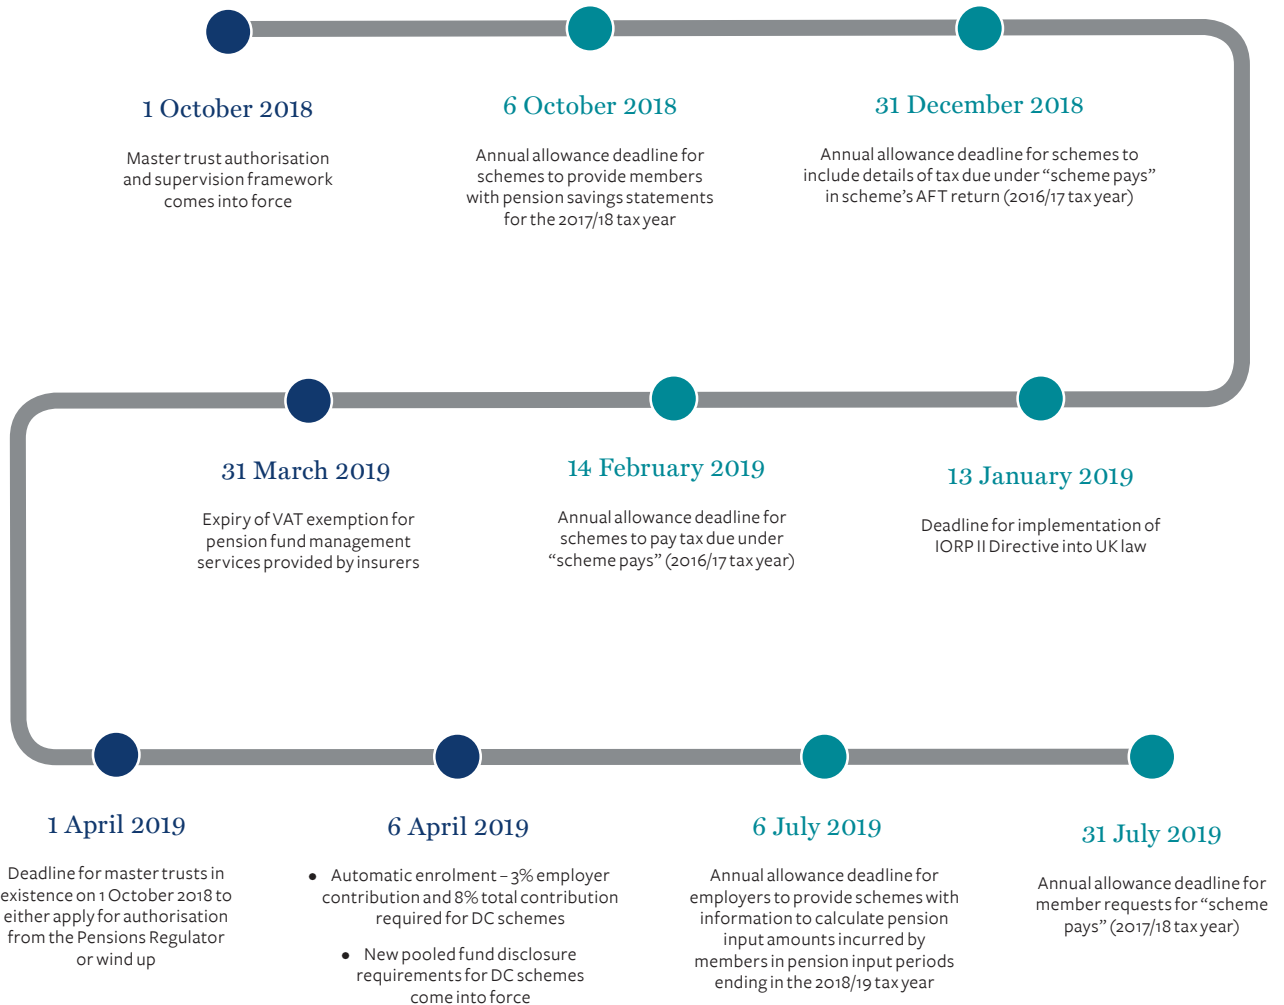 1 October 2018
Master trust authorisation
and supervision framework
comes into force
6 October 2018
Annual allowance deadline for
schemes to provide members
with pension savings statements
for the 2017/18 tax year
31 December 2018
Annual allowance deadline for schemes to
include details of tax due under “scheme pays”
in scheme’s AFT return (2016/17 tax year)
13 January 2019
Deadline for implementation of
IORP II Directive into UK law
14 February 2019
Annual allowance deadline for
schemes to pay tax due under
“scheme pays” (2016/17 tax year)
31 March 2019
Expiry of VAT exemption for
pension fund management
services provided by insurers
1 April 2019
Deadline for master trusts in
existence on 1 October 2018 to
either apply for authorisation
from the Pensions Regulator
or wind up
6 April 2019
● Automatic enrolment – 3% employer
contribution and 8% total contribution
required for DC schemes
● New pooled fund disclosure
requirements for DC schemes
come into force
6 July 2019
Annual allowance deadline for
employers to provide schemes with
information to calculate pension
input amounts incurred by
members in pension input periods
ending in the 2018/19 tax year
31 July 2019
Annual allowance deadline for
member requests for “scheme
pays” (2017/18 tax year)